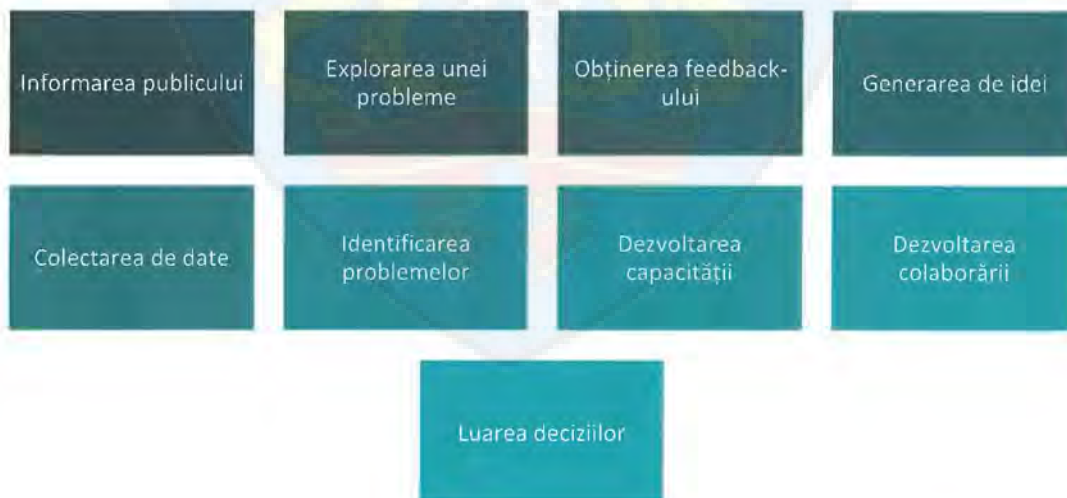 Informarea publicului
Explorarea unei
probleme
Obținerea feedback-
ului
Generarea de idei
Colectarea de date
Identificarea
problemelor
Dezvoltarea
capacității
Dezvoltarea
colaborării
Luarea deciziilor